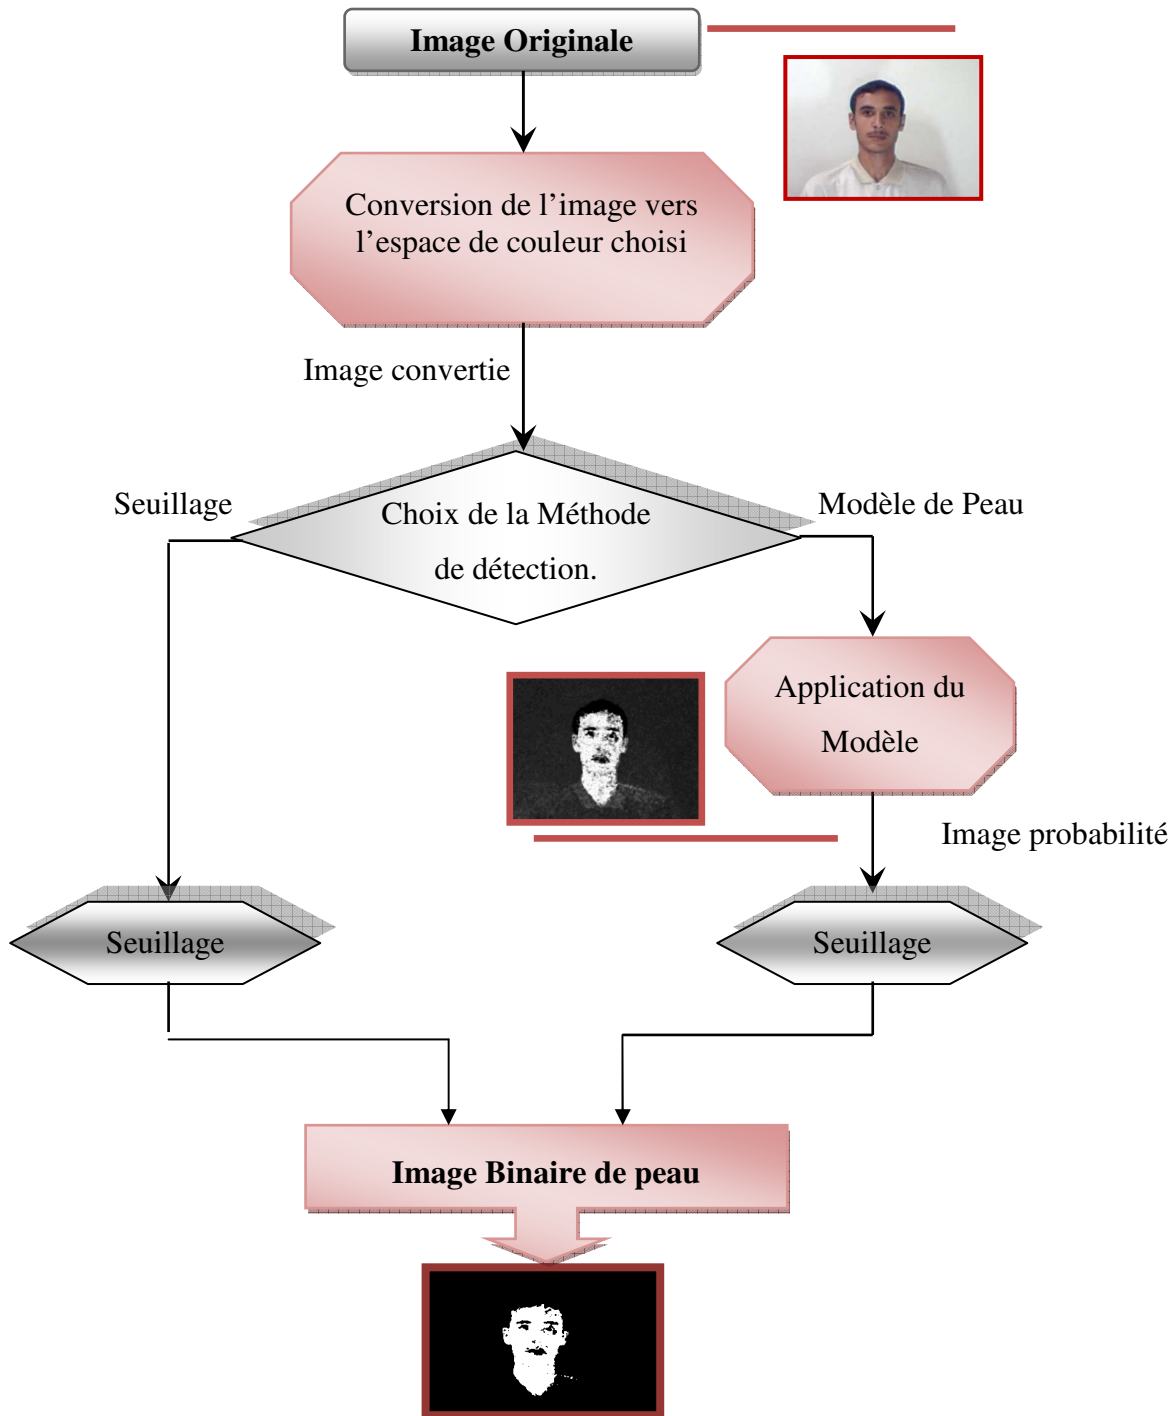 Image Originale
Conversion de l’image vers
l’espace de couleur choisi
Image convertie
Seuillage
Choix de la Méthode
de détection.
Modèle de Peau
Application du
Modèle
Image probabilité
Seuillage
Seuillage
Image Binaire de peau